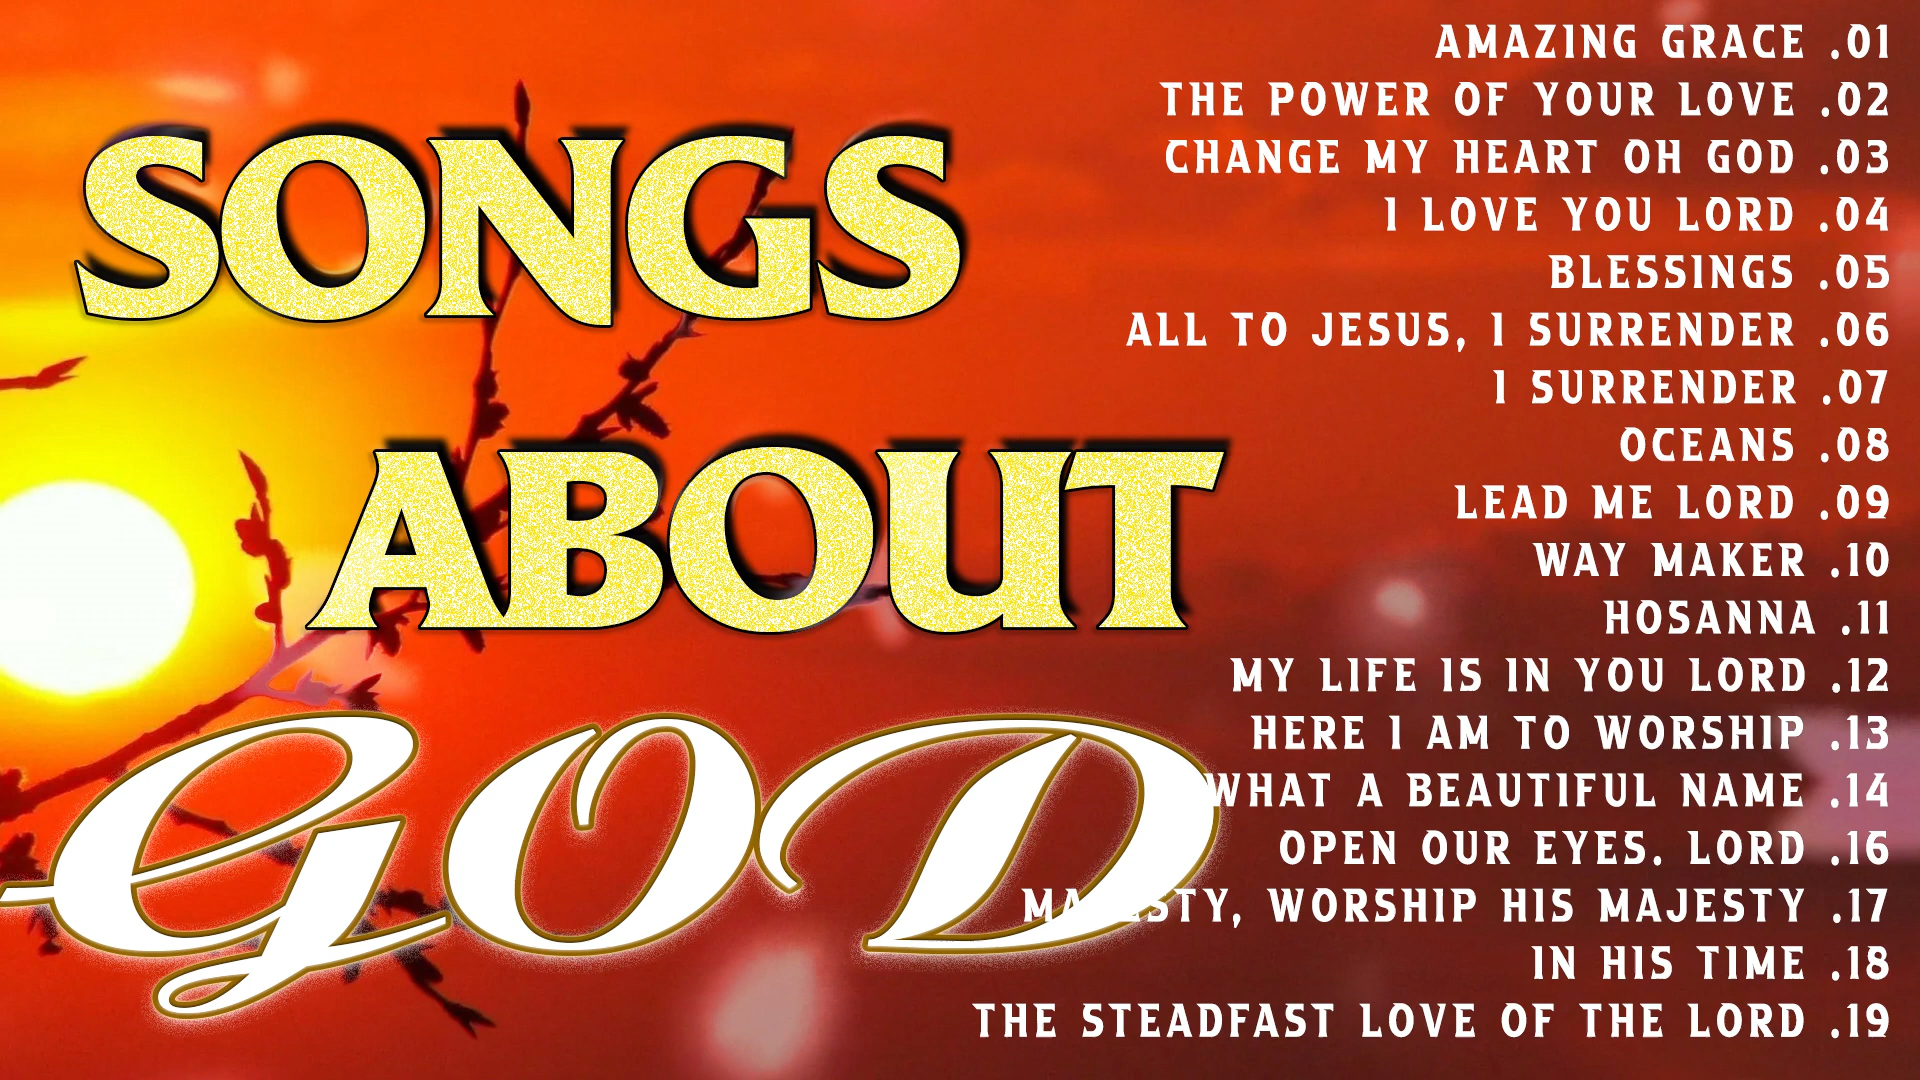 SONGS
ABOUT
GOD
AMAZING GRACE .01
THE POWER OF YOUR LOVE .02
CHANGE MY HEART OH GOD .03
I LOVE YOU LORD .04
BLESSINGS .05
ALL TO JESUS, I SURRENDER .06
I SURRENDER .07
OCEANS .08
LEAD ME LORD .09
WAY MAKER .10
HOSANNA .11
MY LIFE IS IN YOU LORD .12
HERE I AM TO WORSHIP .13
WHAT A BEAUTIFUL NAME .14
OPEN OUR EYES. LORD .16
MAJESTY, WORSHIP HIS MAJESTY .17
IN HIS TIME .18
THE STEADFAST LOVE OF THE LORD .19